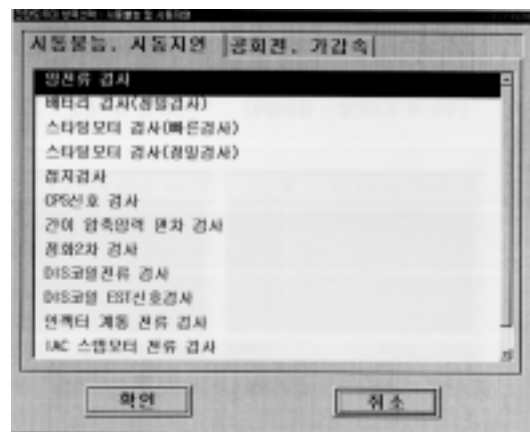 시동불능, 시동지연 공회전, 가감속
암전류 검사
배터리 검사(정밀검사)
스타팅모터 검사(빠른검사)
스타팅모터 검사(정밀검사)
접지검사
CPS신호 검사
간이 압축압력 편차 검사
점화2차 검사
DIS코일전류 검사
DIS코일 EST신호검사
인젝터 계통 전류 검사
IAC 스텝모터 전류 검사
확인 취소